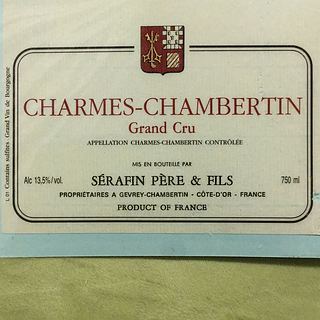 CHARMES-CHAMBERTIN
Grand Cru
APPELLATION CHARMES-CHAMBERTIN CONTRÔLÉE
MIS EN BOUTEILLE PAR
Alc 13,5%/vol. SÉRAFIN PÈRE & FILS 750 ml
PROPRIÉTAIRES A GEVREY-CHAMBERTIN - CÔTE-D'OR - FRANCE
PRODUCT OF FRANCE
L 01 Contains sulfites - Grand Vin de Bourgogne